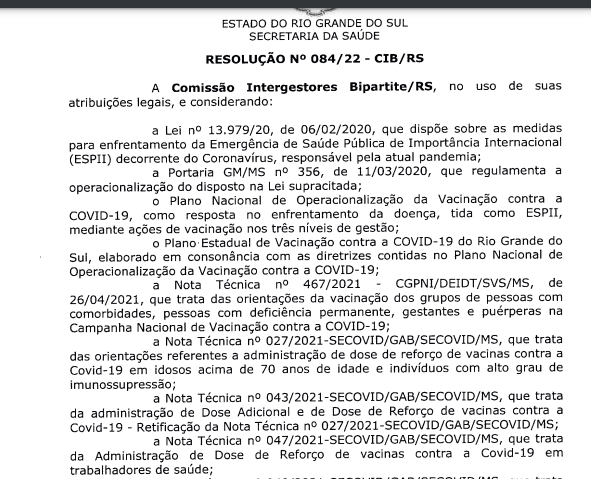 ESTADO DO RIO GRANDE DO SUL
SECRETARIA DA SAÚDE
RESOLUÇÃO Nº 084/22 - CIB/RS
A Comissão Intergestores Bipartite/RS, no uso de suas
atribuições legais, e considerando:
a Lei nº 13.979/20, de 06/02/2020, que dispõe sobre as medidas
para enfrentamento da Emergência de Saúde Pública de Importância Internacional
(ESPII) decorrente do Coronavírus, responsável pela atual pandemia;
a Portaria GM/MS nº 356, de 11/03/2020, que regulamenta a
operacionalização do disposto na Lei supracitada;
o Plano Nacional de Operacionalização da Vacinação contra a
COVID-19, como resposta no enfrentamento da doença, tida como ESPII,
mediante ações de vacinação nos três níveis de gestão;
o Plano Estadual de Vacinação contra a COVID-19 do Rio Grande do
Sul, elaborado em consonância com as diretrizes contidas no Plano Nacional de
Operacionalização da Vacinação contra a COVID-19;
a Nota Técnica nº 467/2021 - CGPNI/DEIDT/SVS/MS, de
26/04/2021, que trata das orientações da vacinação dos grupos de pessoas com
comorbidades, pessoas com deficiência permanente, gestantes e puérperas na
Campanha Nacional de Vacinação contra a COVID-19;
a Nota Técnica nº 027/2021-SECOVID/GAB/SECOVID/MS, que trata
das orientações referentes a administração de dose de reforço de vacinas contra a
Covid-19 em idosos acima de 70 anos de idade e indivíduos com alto grau de
imunossupressão;
a Nota Técnica nº 043/2021-SECOVID/GAB/SECOVID/MS, que trata
da administração de Dose Adicional e de Dose de Reforço de vacinas contra a
Covid-19 - Retificação da Nota Técnica nº 027/2021-SECOVID/GAB/SECOVID/MS;
a Nota Técnica nº 047/2021-SECOVID/GAB/SECOVID/MS, que trata
da Administração de Dose de Reforço de vacinas contra a Covid-19 em
trabalhadores de saúde;